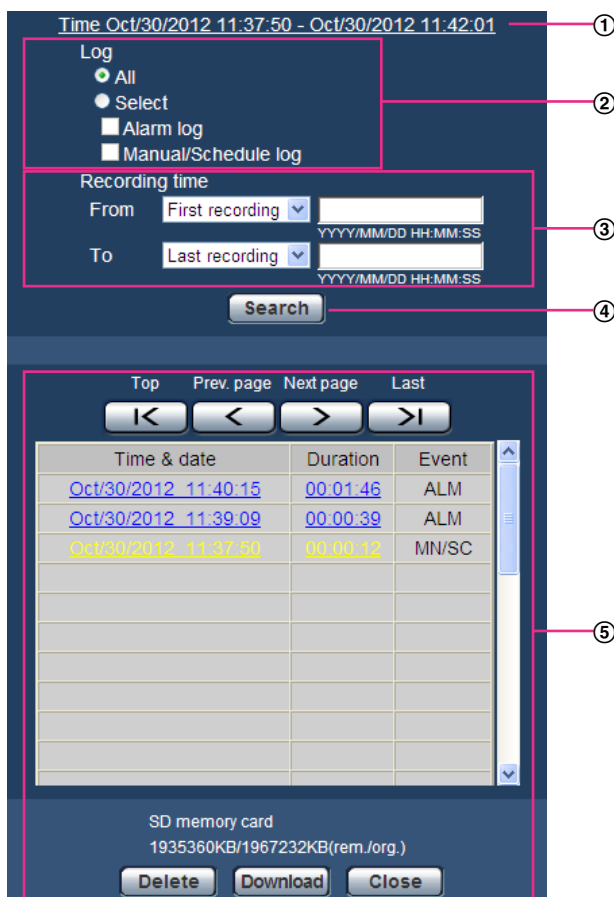 Time Oct/30/2012 11:37:50 - Oct/30/2012 11:42:01 ①
Log
All
Select ②
Alarm log
Manual/Schedule log
Recording time
From First recording
YYYY/MM/DD HH:MM:SS ③
To Last recording
YYYY/MM/DD HH:MM:SS
Search ④
Top Prev. page Next page Last
Time & date Duration Event
Oct/30/2012 11:40:15 00:01:46 ALM
Oct/30/2012 11:39:09 00:00:39 ALM
Oct/30/2012 11:37:50 00:00:12 MN/SC
⑤
SD memory card
1935360KB/1967232KB(rem./org.)
Delete Download Close